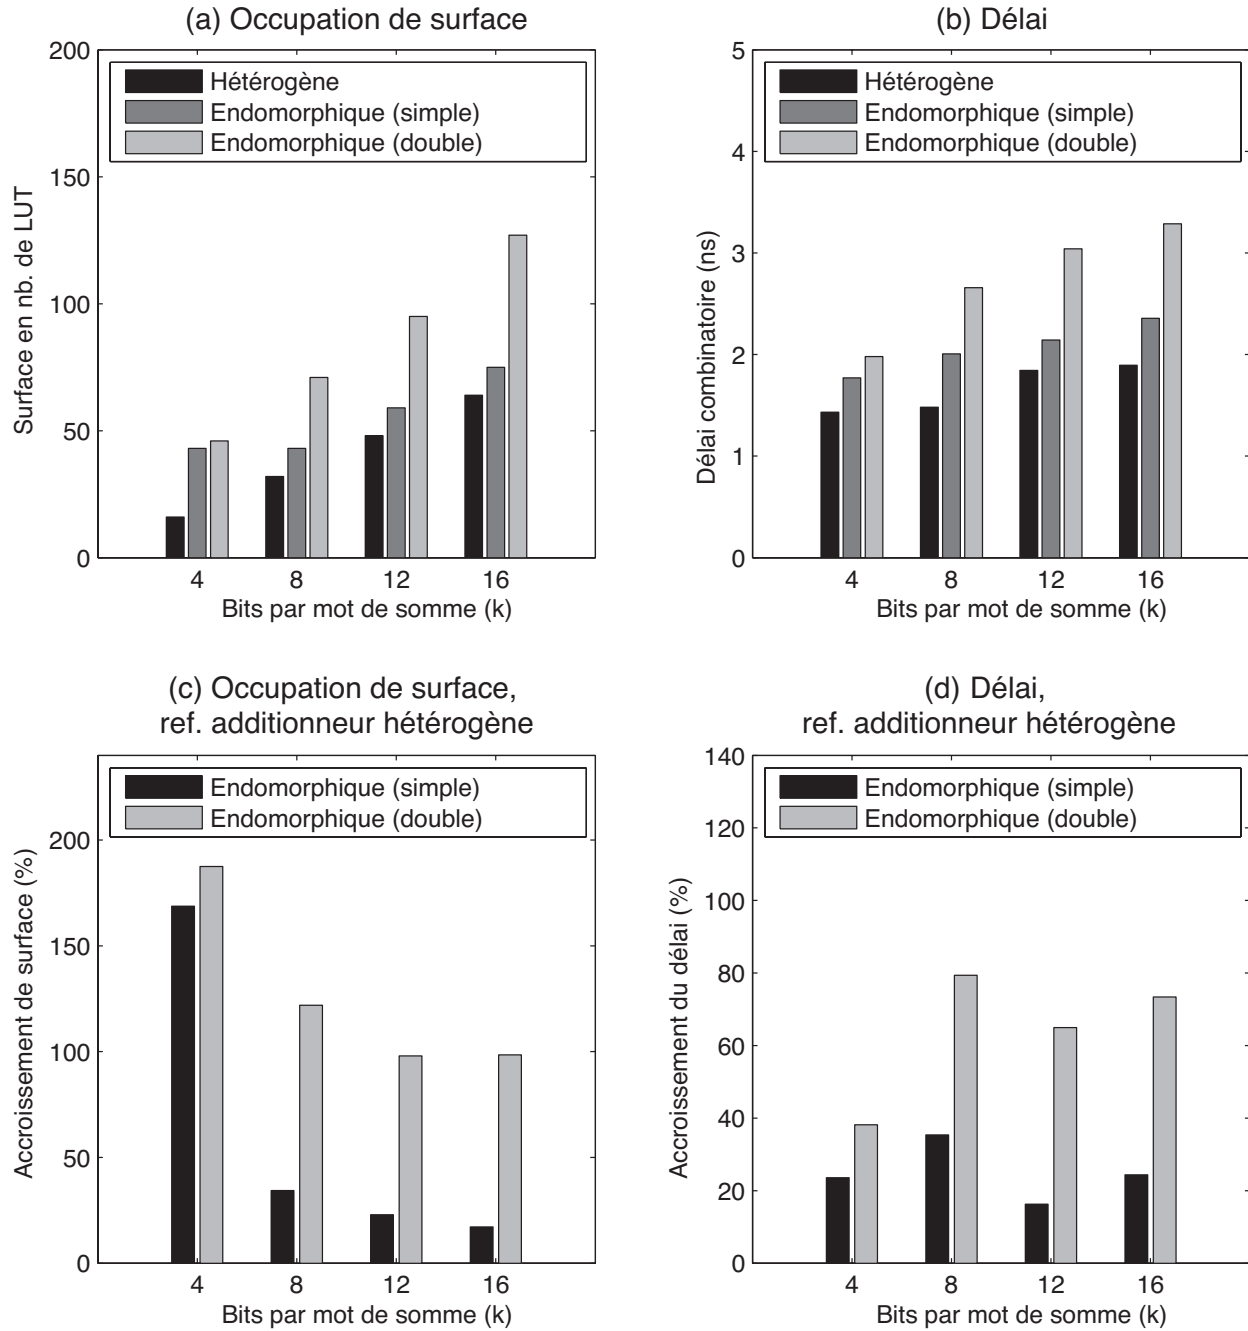 (a) Occupation de surface
200
150
100
50
0
Surface en nb. de LUT
Hétérogène
Endomorphique (simple)
Endomorphique (double)
4 8 12 16
Bits par mot de somme (k)
(b) Délai
5
4
3
2
1
0
Délai combinatoire (ns)
Hétérogène
Endomorphique (simple)
Endomorphique (double)
4 8 12 16
Bits par mot de somme (k)
(c) Occupation de surface,
ref. additionneur hétérogène
200
150
100
50
0
Accroissement de surface (%)
Endomorphique (simple)
Endomorphique (double)
4 8 12 16
Bits par mot de somme (k)
(d) Délai,
ref. additionneur hétérogène
140
120
100
80
60
40
20
0
Accroissement du délai (%)
Endomorphique (simple)
Endomorphique (double)
4 8 12 16
Bits par mot de somme (k)